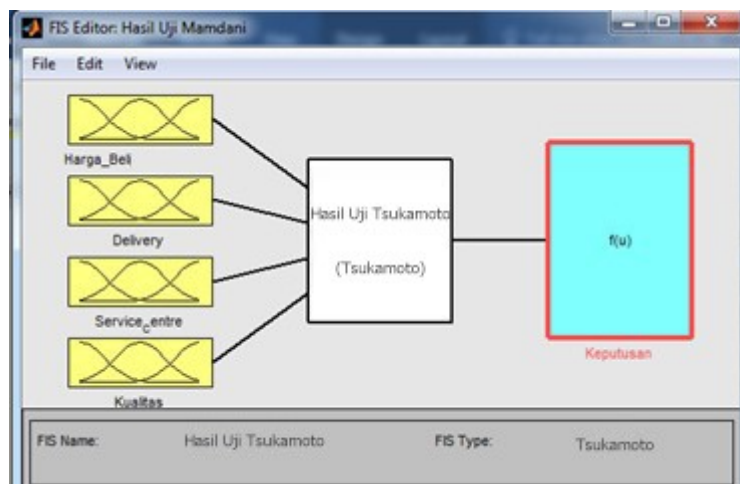 FIS Editor: Hasil Uji Mamdani
File Edit View
Harga_Beli
Delivery
Service_centre
Kualitas
Hasil Uji Tsukamoto
(Tsukamoto)
f(u)
Keputusan
FIS Name: Hasil Uji Tsukamoto FIS Type: Tsukamoto